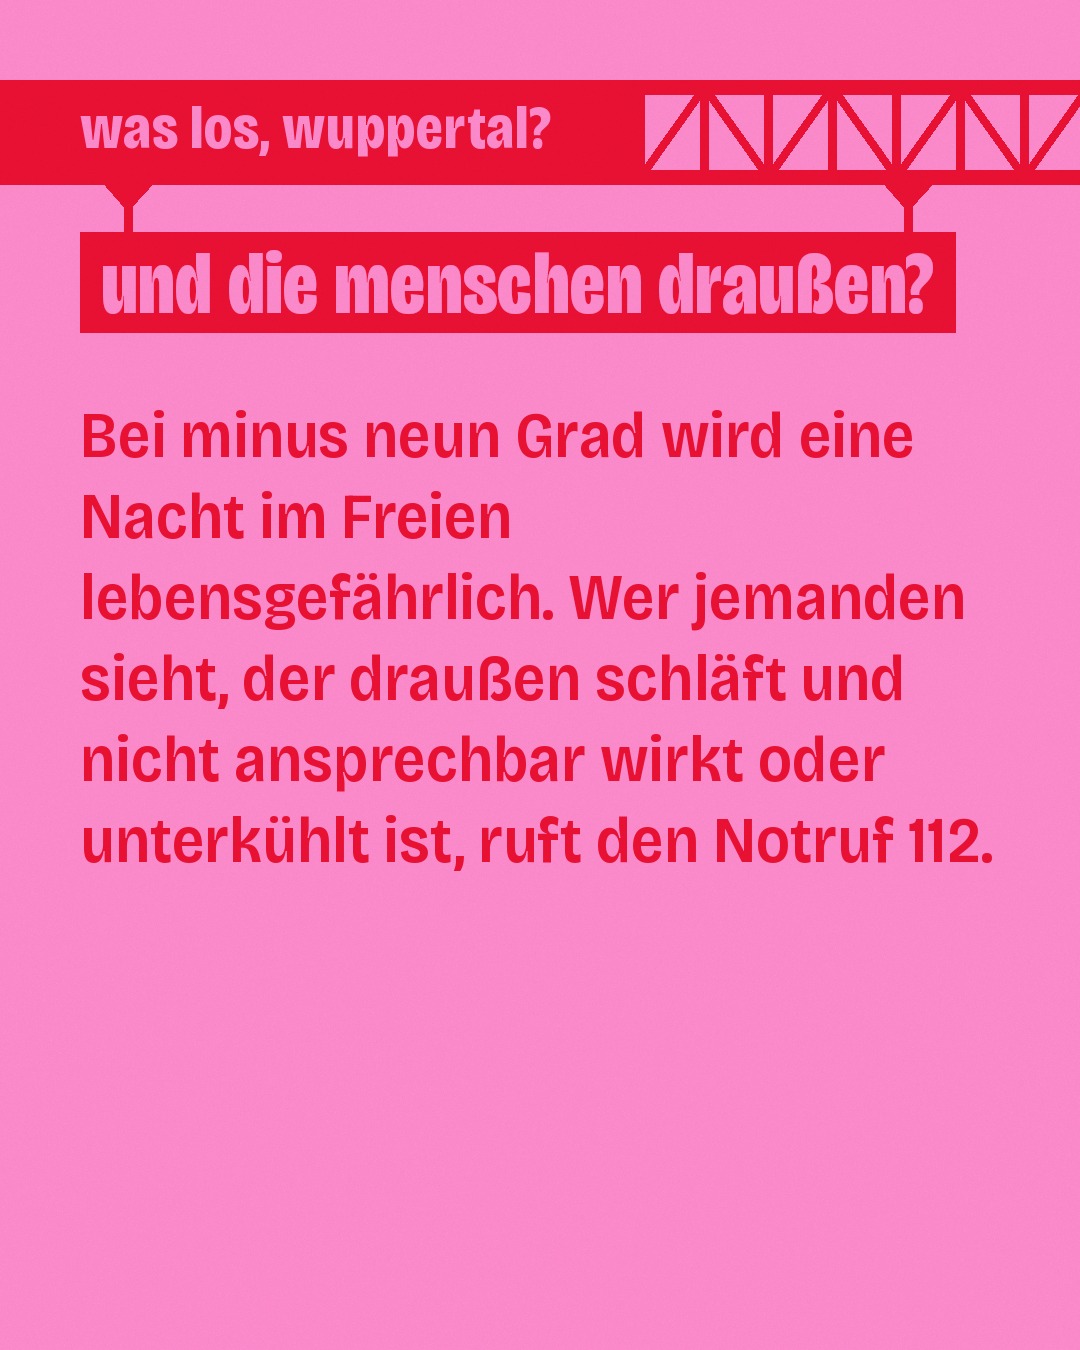 was los, wuppertal?
und die menschen draußen?
Bei minus neun Grad wird eine
Nacht im Freien
lebensgefährlich. Wer jemanden
sieht, der draußen schläft und
nicht ansprechbar wirkt oder
unterkühlt ist, ruft den Notruf 112.